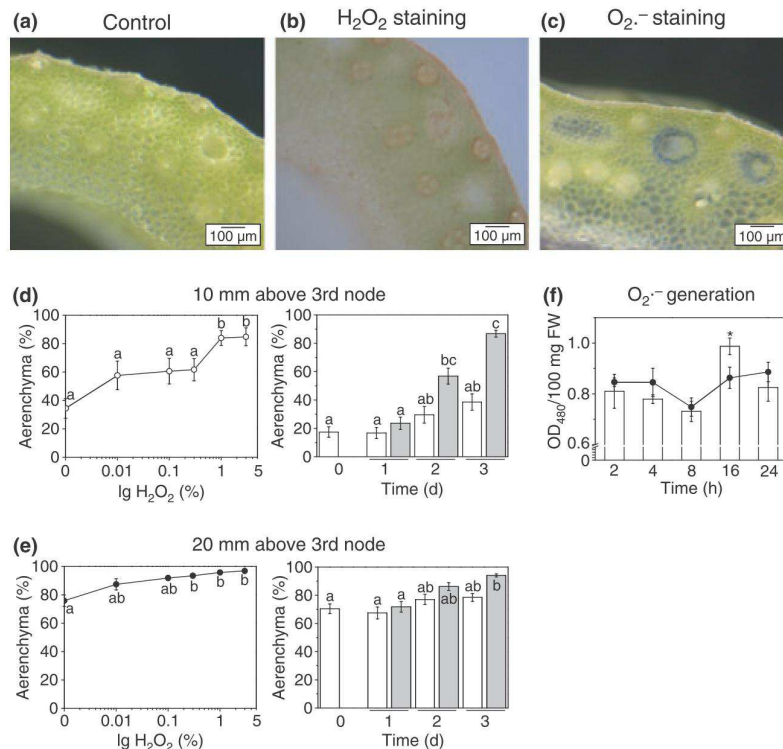 (a) Control
(b) H₂O₂ staining
(c) O₂·⁻ staining
100 µm
100 µm
100 µm
(d) 10 mm above 3rd node
Aerenchyma (%)
100
80
60
40
20
0
a a a a b b
0 0.01 0.1 1 5
lg H₂O₂ (%)
Aerenchyma (%)
100
80
60
40
20
0
a a a ab bc ab c
0 1 2 3
Time (d)
(f) O₂·⁻ generation
OD₄₈₀/100 mg FW
1.0
0.8
0.6
0
*
2 4 8 16 24
Time (h)
(e) 20 mm above 3rd node
Aerenchyma (%)
100
80
60
40
20
0
a ab ab b b b
0 0.01 0.1 1 5
lg H₂O₂ (%)
Aerenchyma (%)
100
80
60
40
20
0
a a a ab ab ab b
0 1 2 3
Time (d)